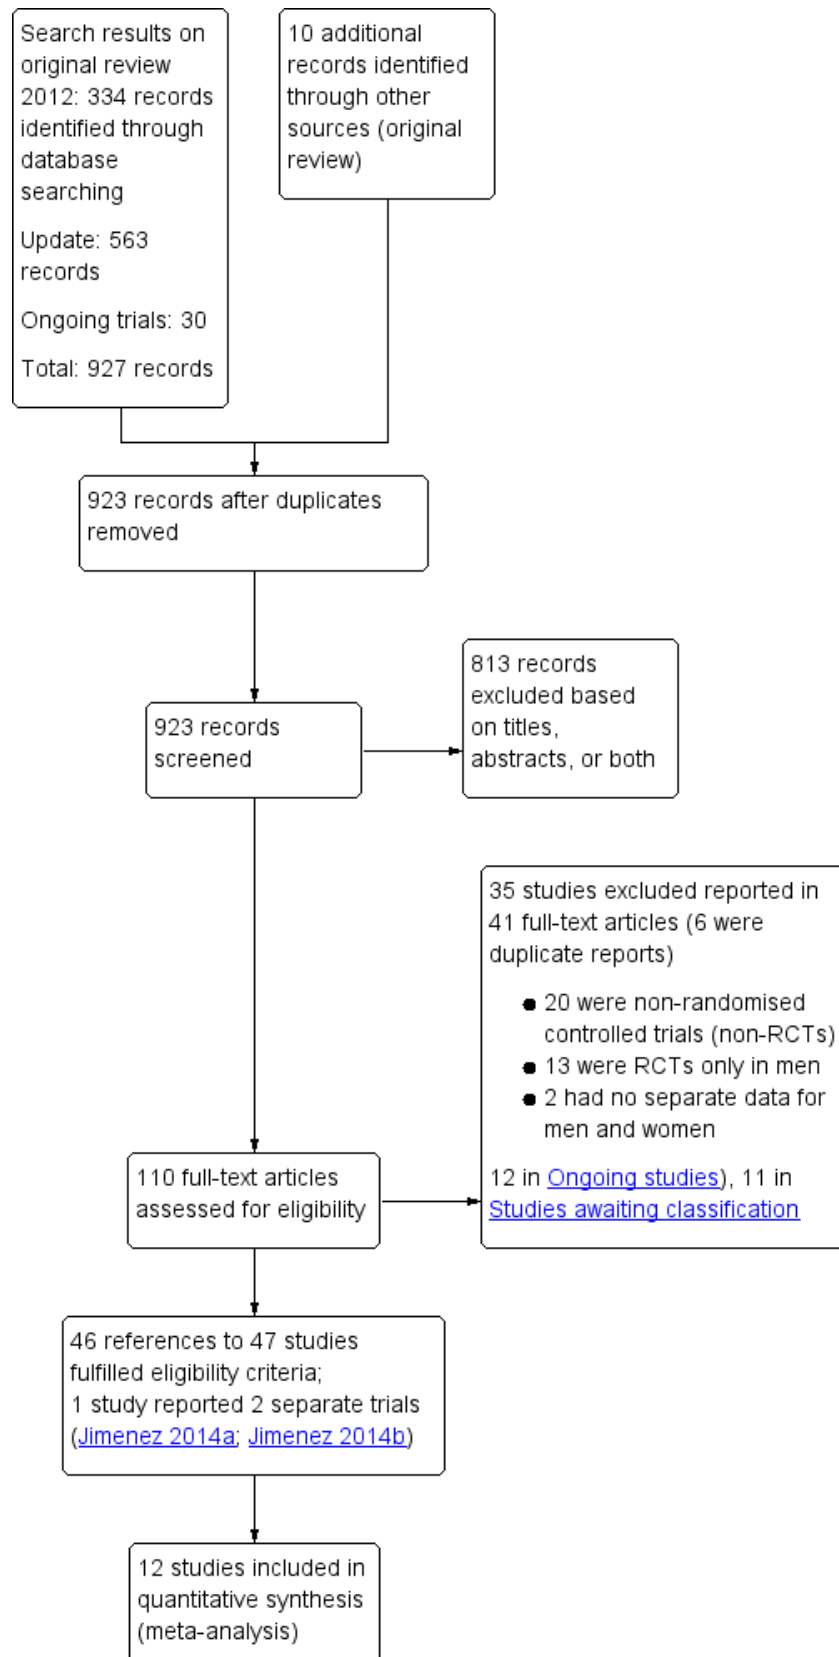 Search results on
original review
2012: 334 records
identified through
database
searching
Update: 563
records
Ongoing trials: 30
Total: 927 records
10 additional
records identified
through other
sources (original
review)
923 records after duplicates
removed
923 records
screened
813 records
excluded based
on titles,
abstracts, or both
35 studies excluded reported in
41 full-text articles (6 were
duplicate reports)
● 20 were non-randomised
controlled trials (non-RCTs)
● 13 were RCTs only in men
● 2 had no separate data for
men and women
12 in Ongoing studies), 11 in
Studies awaiting classification
110 full-text articles
assessed for eligibility
46 references to 47 studies
fulfilled eligibility criteria;
1 study reported 2 separate trials
(Jimenez 2014a; Jimenez 2014b)
12 studies included in
quantitative synthesis
(meta-analysis)